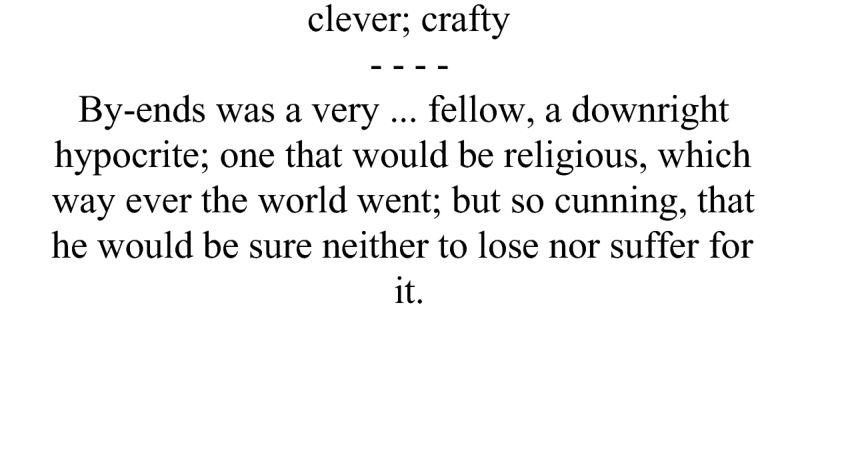 clever; crafty
- - - -
By-ends was a very ... fellow, a downright
hypocrite; one that would be religious, which
way ever the world went; but so cunning, that
he would be sure neither to lose nor suffer for
it.